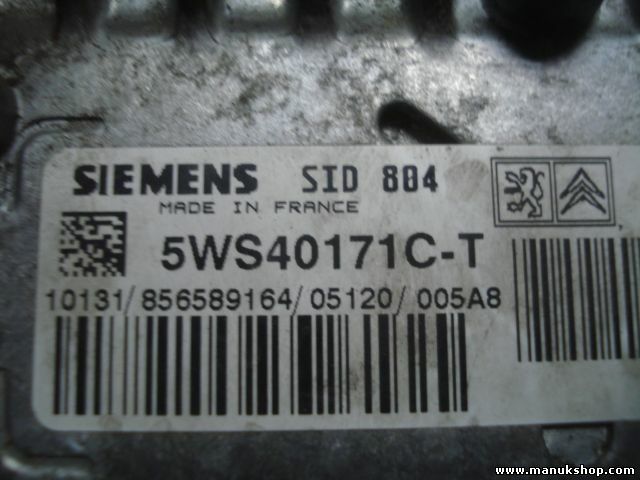 SIEMENS SID 804
MADE IN FRANCE
5WS40171C-T
10131/856589164/05120/005A8
www.manukshop.com